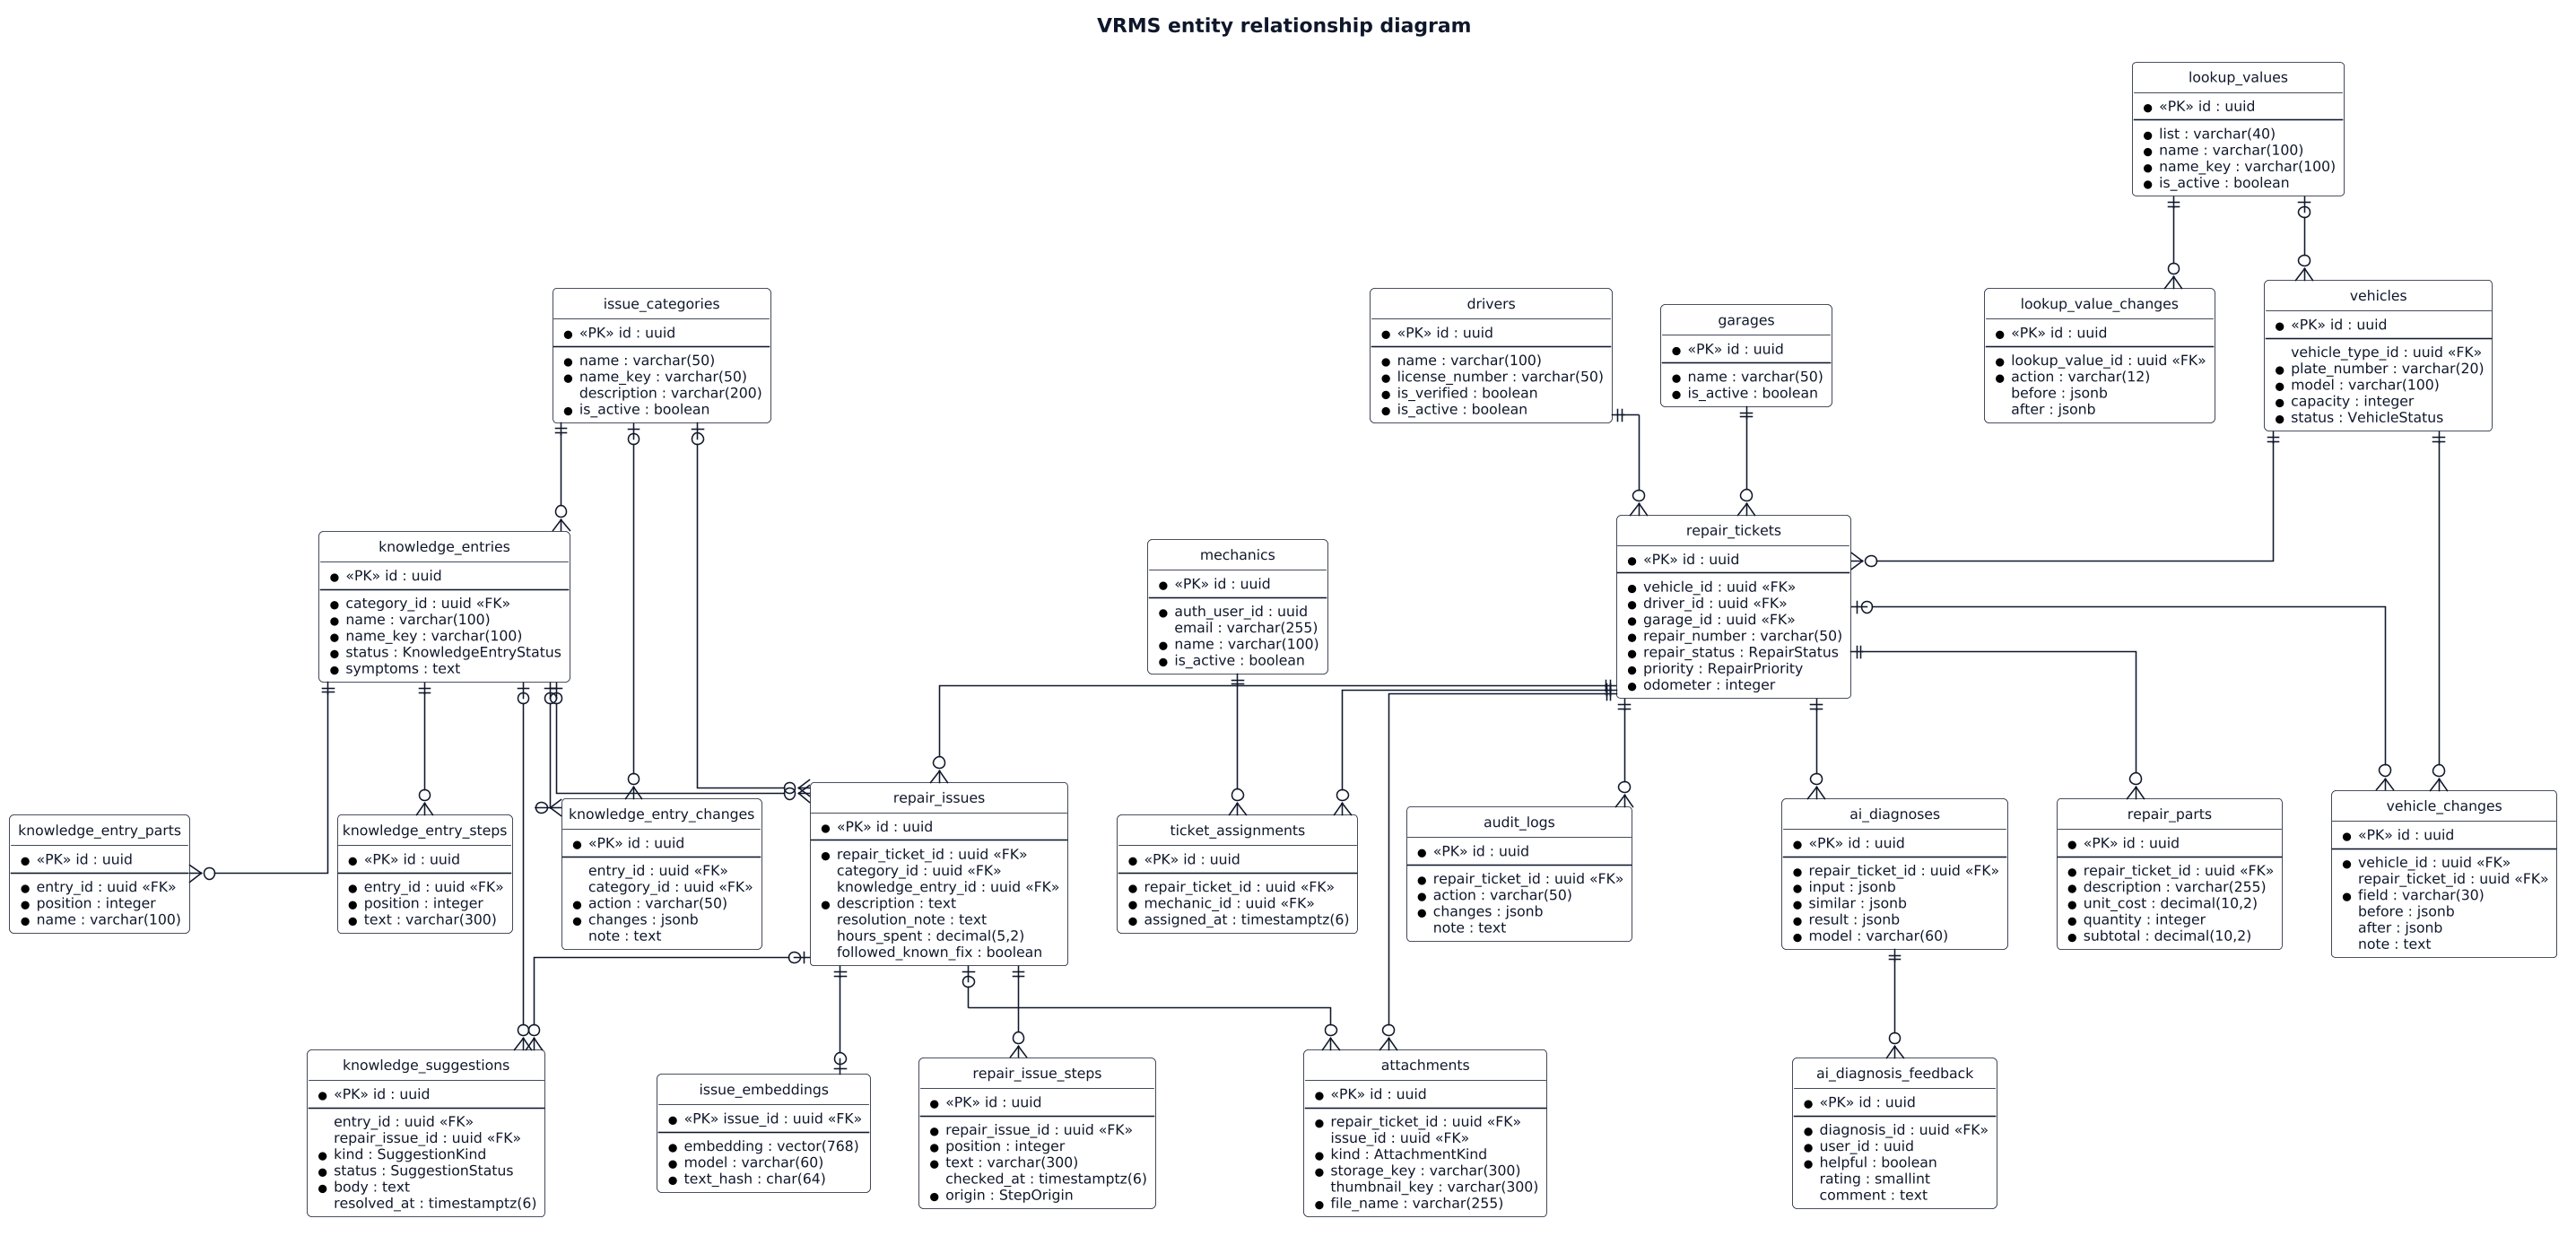 VRMS entity relationship diagram
lookup_values
«PK» id : uuid
list : varchar(40)
name : varchar(100)
name_key : varchar(100)
is_active : boolean
issue_categories
«PK» id : uuid
name : varchar(50)
name_key : varchar(50)
description : varchar(200)
is_active : boolean
drivers
«PK» id : uuid
name : varchar(100)
license_number : varchar(50)
is_verified : boolean
is_active : boolean
garages
«PK» id : uuid
name : varchar(50)
is_active : boolean
lookup_value_changes
«PK» id : uuid
lookup_value_id : uuid «FK»
action : varchar(12)
before : jsonb
after : jsonb
vehicles
«PK» id : uuid
vehicle_type_id : uuid «FK»
plate_number : varchar(20)
model : varchar(100)
capacity : integer
status : VehicleStatus
knowledge_entries
«PK» id : uuid
category_id : uuid «FK»
name : varchar(100)
name_key : varchar(100)
status : KnowledgeEntryStatus
symptoms : text
mechanics
«PK» id : uuid
auth_user_id : uuid
email : varchar(255)
name : varchar(100)
is_active : boolean
repair_tickets
«PK» id : uuid
vehicle_id : uuid «FK»
driver_id : uuid «FK»
garage_id : uuid «FK»
repair_number : varchar(50)
repair_status : RepairStatus
priority : RepairPriority
odometer : integer
knowledge_entry_parts
«PK» id : uuid
entry_id : uuid «FK»
position : integer
name : varchar(100)
knowledge_entry_steps
«PK» id : uuid
entry_id : uuid «FK»
position : integer
text : varchar(300)
knowledge_entry_changes
«PK» id : uuid
entry_id : uuid «FK»
category_id : uuid «FK»
action : varchar(50)
changes : jsonb
note : text
repair_issues
«PK» id : uuid
repair_ticket_id : uuid «FK»
category_id : uuid «FK»
knowledge_entry_id : uuid «FK»
description : text
resolution_note : text
hours_spent : decimal(5,2)
followed_known_fix : boolean
ticket_assignments
«PK» id : uuid
repair_ticket_id : uuid «FK»
mechanic_id : uuid «FK»
assigned_at : timestamptz(6)
audit_logs
«PK» id : uuid
repair_ticket_id : uuid «FK»
action : varchar(50)
changes : jsonb
note : text
ai_diagnoses
«PK» id : uuid
repair_ticket_id : uuid «FK»
input : jsonb
similar : jsonb
result : jsonb
model : varchar(60)
repair_parts
«PK» id : uuid
repair_ticket_id : uuid «FK»
description : varchar(255)
unit_cost : decimal(10,2)
quantity : integer
subtotal : decimal(10,2)
vehicle_changes
«PK» id : uuid
vehicle_id : uuid «FK»
repair_ticket_id : uuid «FK»
field : varchar(30)
before : jsonb
after : jsonb
note : text
knowledge_suggestions
«PK» id : uuid
entry_id : uuid «FK»
repair_issue_id : uuid «FK»
kind : SuggestionKind
status : SuggestionStatus
body : text
resolved_at : timestamptz(6)
issue_embeddings
«PK» issue_id : uuid «FK»
embedding : vector(768)
model : varchar(60)
text_hash : char(64)
repair_issue_steps
«PK» id : uuid
repair_issue_id : uuid «FK»
position : integer
text : varchar(300)
checked_at : timestamptz(6)
origin : StepOrigin
attachments
«PK» id : uuid
repair_ticket_id : uuid «FK»
issue_id : uuid «FK»
kind : AttachmentKind
storage_key : varchar(300)
thumbnail_key : varchar(300)
file_name : varchar(255)
ai_diagnosis_feedback
«PK» id : uuid
diagnosis_id : uuid «FK»
user_id : uuid
helpful : boolean
rating : smallint
comment : text